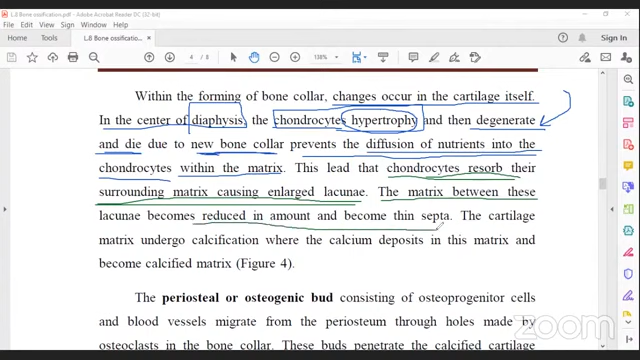 L.8 Bone ossification.pdf - Adobe Acrobat Reader DC (32-bit)
File Edit View Sign Window Help
Home Tools
L.8 Bone ossificatio...
Sign In
4 / 8
138%
Within the forming of bone collar, changes occur in the cartilage itself.
In the center of diaphysis, the chondrocytes hypertrophy and then degenerate
and die due to new bone collar prevents the diffusion of nutrients into the
chondrocytes within the matrix. This lead that chondrocytes resorb their
surrounding matrix causing enlarged lacunae. The matrix between these
lacunae becomes reduced in amount and become thin septa. The cartilage
matrix undergo calcification where the calcium deposits in this matrix and
become calcified matrix (Figure 4).
The periosteal or osteogenic bud consisting of osteoprogenitor cells
and blood vessels migrate from the periosteum through holes made by
osteoclasts in the bone collar. These buds penetrate the calcified cartilage
zoom